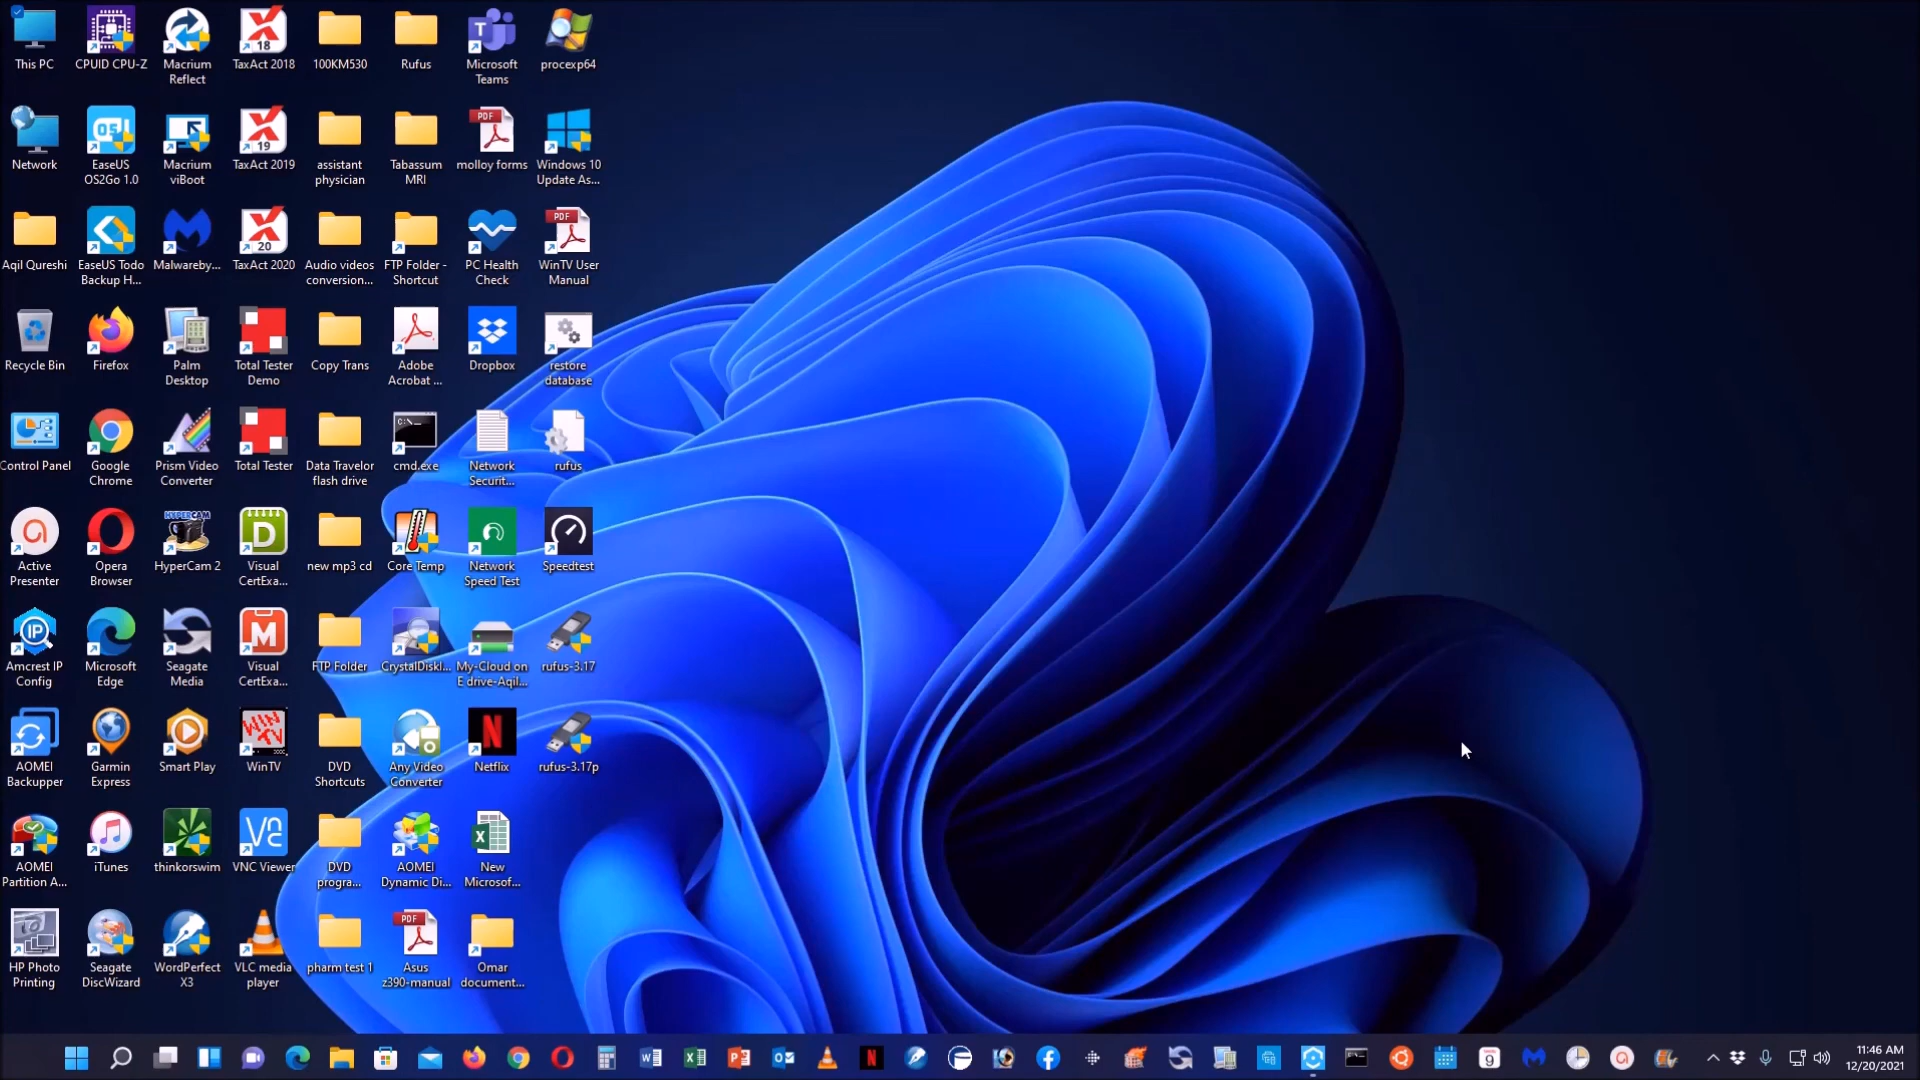 This PC
CPUID CPU-Z
Macrium
Reflect
TaxAct 2018
100KM530
Rufus
Microsoft
Teams
procexp64
Network
EaseUS
OS2Go 1.0
Macrium
viBoot
TaxAct 2019
assistant
physician
Tabassum
MRI
molloy forms
Windows 10
Update As...
Aqil Qureshi
EaseUS Todo
Backup H...
Malwareby...
TaxAct 2020
Audio videos
conversion...
FTP Folder -
Shortcut
PC Health
Check
WinTV User
Manual
Recycle Bin
Firefox
Palm
Desktop
Total Tester
Demo
Copy Trans
Adobe
Acrobat ...
Dropbox
restore
database
Control Panel
Google
Chrome
Prism Video
Converter
Total Tester
Data Travelor
flash drive
cmd.exe
Network
Securit...
rufus
Active
Presenter
Opera
Browser
HyperCam 2
Visual
CertExa...
new mp3 cd
Core Temp
Network
Speed Test
Speedtest
Amcrest IP
Config
Microsoft
Edge
Seagate
Media
Visual
CertExa...
FTP Folder
CrystalDiskI...
My-Cloud on
E drive-Aqil...
rufus-3.17
AOMEI
Backupper
Garmin
Express
Smart Play
WinTV
DVD
Shortcuts
Any Video
Converter
Netflix
rufus-3.17p
AOMEI
Partition A...
iTunes
thinkorswim
VNC Viewer
DVD
progra...
AOMEI
Dynamic Di...
New
Microsof...
HP Photo
Printing
Seagate
DiscWizard
WordPerfect
X3
VLC media
player
pharm test 1
Asus
z390-manual
Omar
document...
11:46 AM
12/20/2021